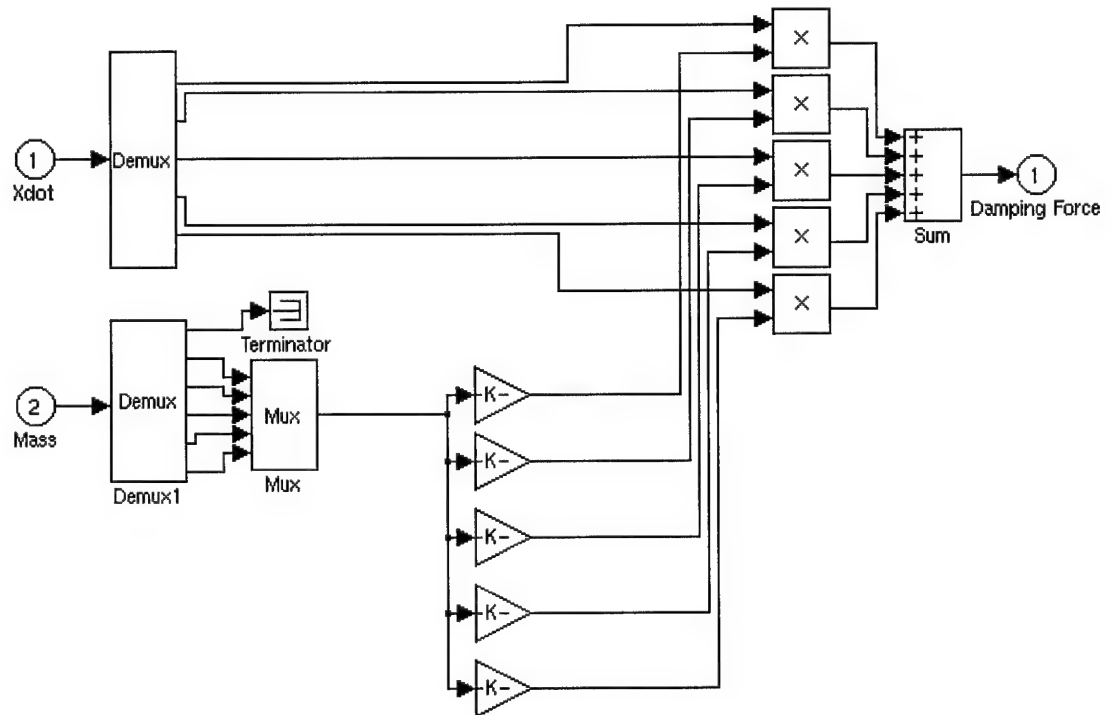 ×
×
1
Demux
×
+
+
+
+
+
1
Xdot
Damping Force
×
Sum
×
Terminator
2
Demux
Mux
-K-
Mass
-K-
Demux1
Mux
-K-
-K-
-K-